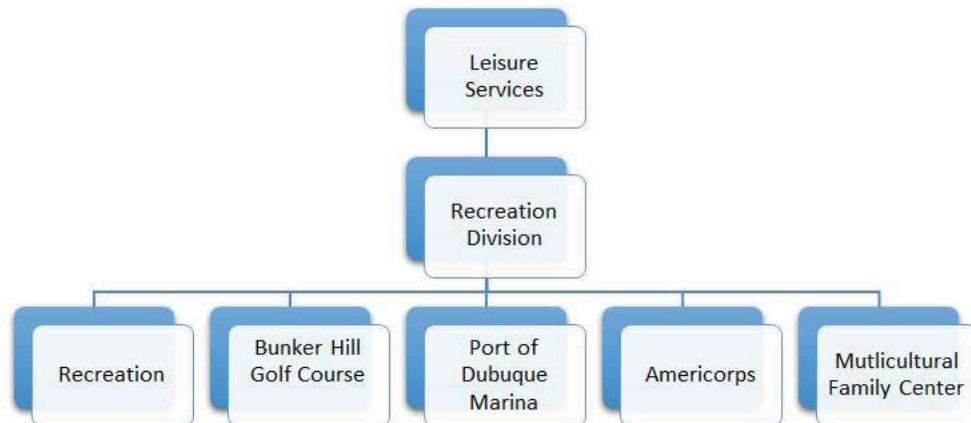 Leisure
Services
Recreation
Division
Recreation
Bunker Hill
Golf Course
Port of
Dubuque
Marina
Americorps
Mutlicultural
Family Center